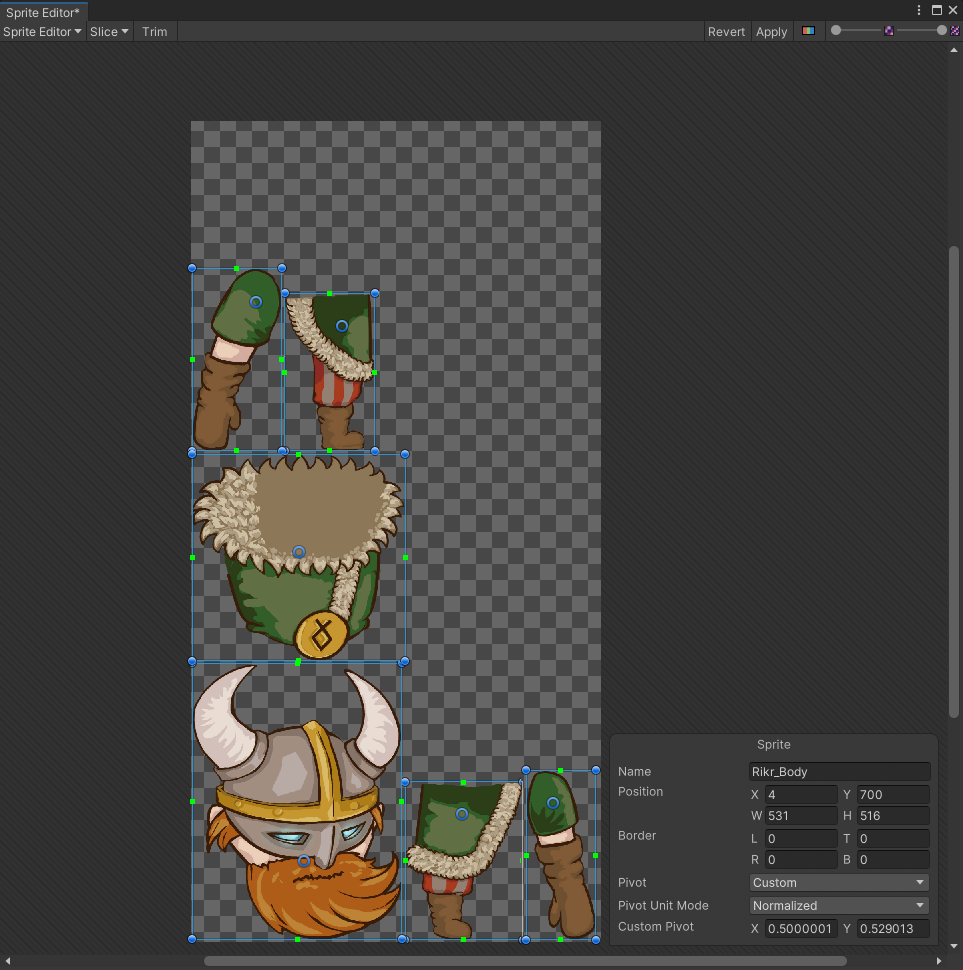 Sprite Editor*
Sprite Editor Slice Trim Revert Apply
Sprite
Name Rikr_Body
Position X 4 Y 700
W 531 H 516
Border L 0 T 0
R 0 B 0
Pivot Custom
Pivot Unit Mode Normalized
Custom Pivot X 0.5000001 Y 0.529013